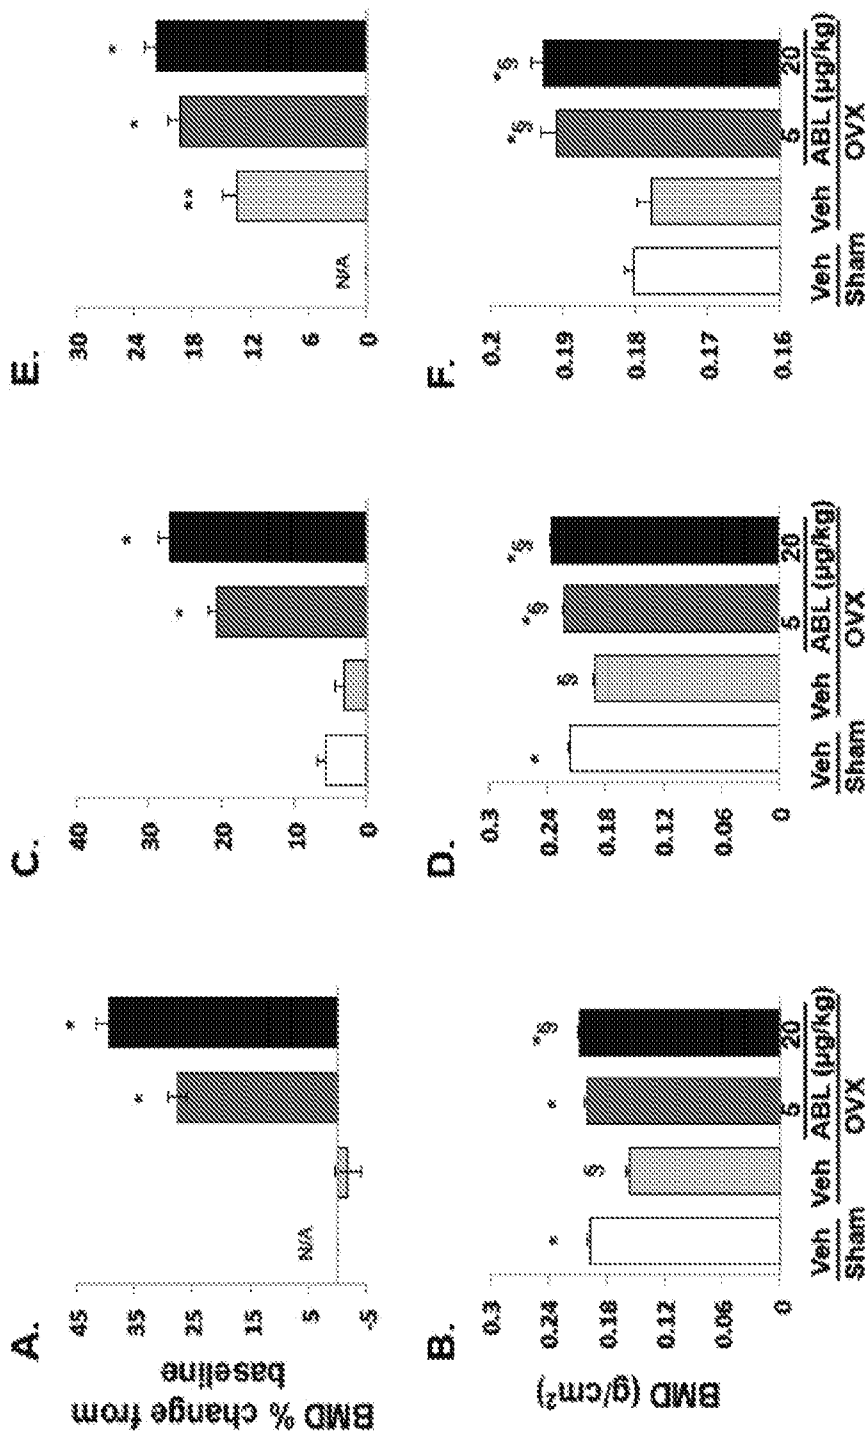 A.
BMD % change from
baseline
45
35
25
15
5
-5
N/A
*
*
C.
40
30
20
10
0
*
*
E.
30
24
18
12
6
0
N/A
**
*
*
B.
BMD (g/cm²)
0.3
0.24
0.18
0.12
0.06
0
*
§
*
*§
Veh Veh 5 20
Sham ABL (µg/kg)
OVX
D.
0.3
0.24
0.18
0.12
0.06
0
*
§
*§
*§
Veh Veh 5 20
Sham ABL (µg/kg)
OVX
F.
0.2
0.19
0.18
0.17
0.16
*§
*§
Veh Veh 5 20
Sham ABL (µg/kg)
OVX